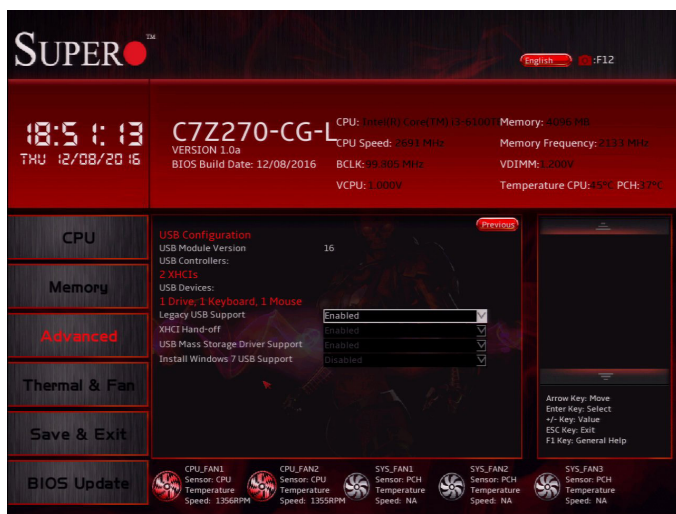 SUPER TM
English :F12
18:51:13
THU 12/08/2016
C7Z270-CG-L
VERSION 1.0a
BIOS Build Date: 12/08/2016
CPU: Intel(R) Core(TM) i3-6100T
CPU Speed: 2691 MHz
BCLK: 99.805 MHz
VCPU: 1.000V
Memory: 4096 MB
Memory Frequency: 2133 MHz
VDIMM: 1.200V
Temperature CPU:45°C PCH:37°C
CPU
Memory
Advanced
Thermal & Fan
Save & Exit
BIOS Update
Previous
USB Configuration
USB Module Version 16
USB Controllers:
2 XHCIs
USB Devices:
1 Drive, 1 Keyboard, 1 Mouse
Legacy USB Support Enabled
XHCI Hand-off Enabled
USB Mass Storage Driver Support Enabled
Install Windows 7 USB Support Disabled
Arrow Key: Move
Enter Key: Select
+/- Key: Value
ESC Key: Exit
F1 Key: General Help
CPU_FAN1
Sensor: CPU
Temperature
Speed: 1356RPM
CPU_FAN2
Sensor: CPU
Temperature
Speed: 1355RPM
SYS_FAN1
Sensor: PCH
Temperature
Speed: NA
SYS_FAN2
Sensor: PCH
Temperature
Speed: NA
SYS_FAN3
Sensor: PCH
Temperature
Speed: NA